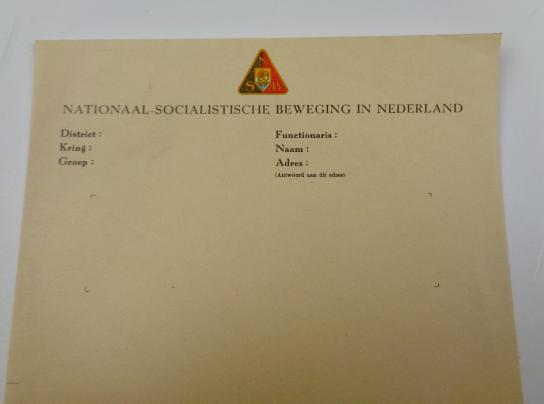 N
S B
NATIONAAL-SOCIALISTISCHE BEWEGING IN NEDERLAND
District :
Kring :
Groep :
Functionaris :
Naam :
Adres :
(Antwoord aan dit adres)